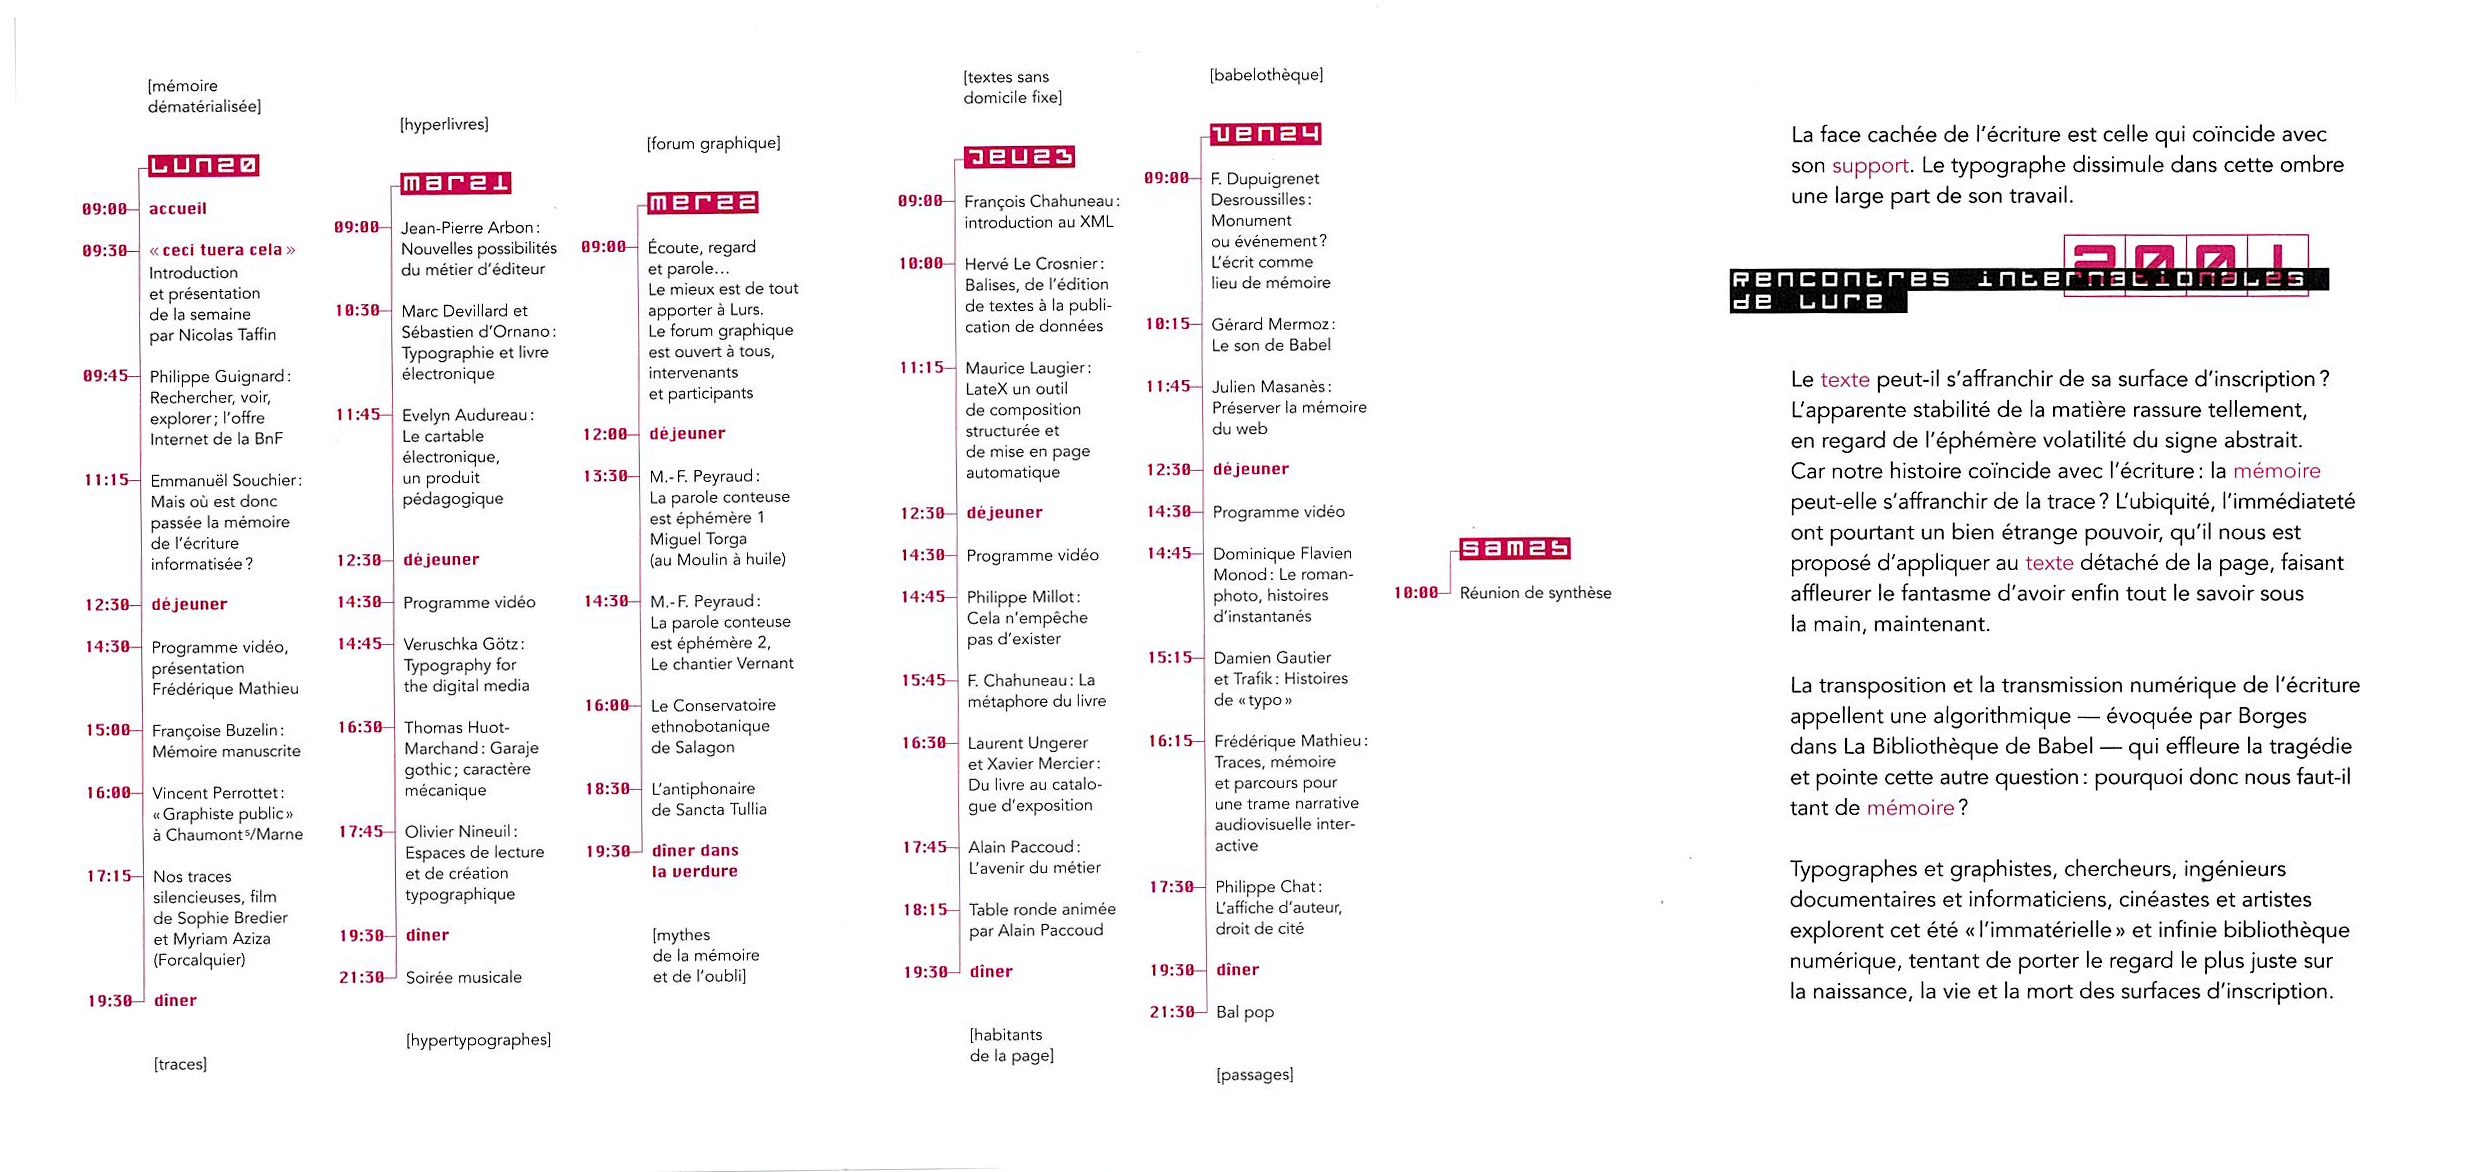 [mémoire
dématérialisée]
LUN20
09:00 accueil
09:30 « ceci tuera cela »
Introduction
et présentation
de la semaine
par Nicolas Taffin
09:45 Philippe Guignard :
Rechercher, voir,
explorer ; l’offre
Internet de la BnF
11:15 Emmanuël Souchier :
Mais où est donc
passée la mémoire
de l’écriture
informatisée ?
12:30 déjeuner
14:30 Programme vidéo,
présentation
Frédérique Mathieu
15:00 Françoise Buzelin :
Mémoire manuscrite
16:00 Vincent Perrottet :
« Graphiste public »
à Chaumont s/Marne
17:15 Nos traces
silencieuses, film
de Sophie Bredier
et Myriam Aziza
(Forcalquier)
19:30 dîner
[traces]
[hyperlivres]
mar21
09:00 Jean-Pierre Arbon :
Nouvelles possibilités
du métier d’éditeur
10:30 Marc Devillard et
Sébastien d’Ornano :
Typographie et livre
électronique
11:45 Evelyn Audureau :
Le cartable
électronique,
un produit
pédagogique
12:30 déjeuner
14:30 Programme vidéo
14:45 Veruschka Götz :
Typography for
the digital media
16:30 Thomas Huot-
Marchand : Garaje
gothic ; caractère
mécanique
17:45 Olivier Nineuil :
Espaces de lecture
et de création
typographique
19:30 dîner
21:30 Soirée musicale
[hypertypographes]
[forum graphique]
mer22
09:00 Écoute, regard
et parole…
Le mieux est de tout
apporter à Lurs.
Le forum graphique
est ouvert à tous,
intervenants
et participants
12:00 déjeuner
13:30 M.-F. Peyraud :
La parole conteuse
est éphémère 1
Miguel Torga
(au Moulin à huile)
14:30 M.-F. Peyraud :
La parole conteuse
est éphémère 2,
Le chantier Vernant
16:00 Le Conservatoire
ethnobotanique
de Salagon
18:30 L’antiphonaire
de Sancta Tullia
19:30 dîner dans
la verdure
[mythes
de la mémoire
et de l’oubli]
[textes sans
domicile fixe]
jeu23
09:00 François Chahuneau :
introduction au XML
10:00 Hervé Le Crosnier :
Balises, de l’édition
de textes à la publi-
cation de données
11:15 Maurice Laugier :
LateX un outil
de composition
structurée et
de mise en page
automatique
12:30 déjeuner
14:30 Programme vidéo
14:45 Philippe Millot :
Cela n’empêche
pas d’exister
15:45 F. Chahuneau : La
métaphore du livre
16:30 Laurent Ungerer
et Xavier Mercier :
Du livre au catalo-
gue d’exposition
17:45 Alain Paccoud :
L’avenir du métier
18:15 Table ronde animée
par Alain Paccoud
19:30 dîner
[habitants
de la page]
[babelothèque]
ven24
09:00 F. Dupuigrenet
Desroussilles :
Monument
ou événement ?
L’écrit comme
lieu de mémoire
10:15 Gérard Mermoz :
Le son de Babel
11:45 Julien Masanès :
Préserver la mémoire
du web
12:30 déjeuner
14:30 Programme vidéo
14:45 Dominique Flavien
Monod : Le roman-
photo, histoires
d’instantanés
15:15 Damien Gautier
et Trafik : Histoires
de « typo »
16:15 Frédérique Mathieu :
Traces, mémoire
et parcours pour
une trame narrative
audiovisuelle inter-
active
17:30 Philippe Chat :
L’affiche d’auteur,
droit de cité
19:30 dîner
21:30 Bal pop
[passages]
sam25
10:00 Réunion de synthèse
La face cachée de l’écriture est celle qui coïncide avec
son support. Le typographe dissimule dans cette ombre
une large part de son travail.
2001
Rencontres internationales
de Lure
Le texte peut-il s’affranchir de sa surface d’inscription ?
L’apparente stabilité de la matière rassure tellement,
en regard de l’éphémère volatilité du signe abstrait.
Car notre histoire coïncide avec l’écriture : la mémoire
peut-elle s’affranchir de la trace ? L’ubiquité, l’immédiateté
ont pourtant un bien étrange pouvoir, qu’il nous est
proposé d’appliquer au texte détaché de la page, faisant
affleurer le fantasme d’avoir enfin tout le savoir sous
la main, maintenant.
La transposition et la transmission numérique de l’écriture
appellent une algorithmique — évoquée par Borges
dans La Bibliothèque de Babel — qui effleure la tragédie
et pointe cette autre question : pourquoi donc nous faut-il
tant de mémoire ?
Typographes et graphistes, chercheurs, ingénieurs
documentaires et informaticiens, cinéastes et artistes
explorent cet été « l’immatérielle » et infinie bibliothèque
numérique, tentant de porter le regard le plus juste sur
la naissance, la vie et la mort des surfaces d’inscription.